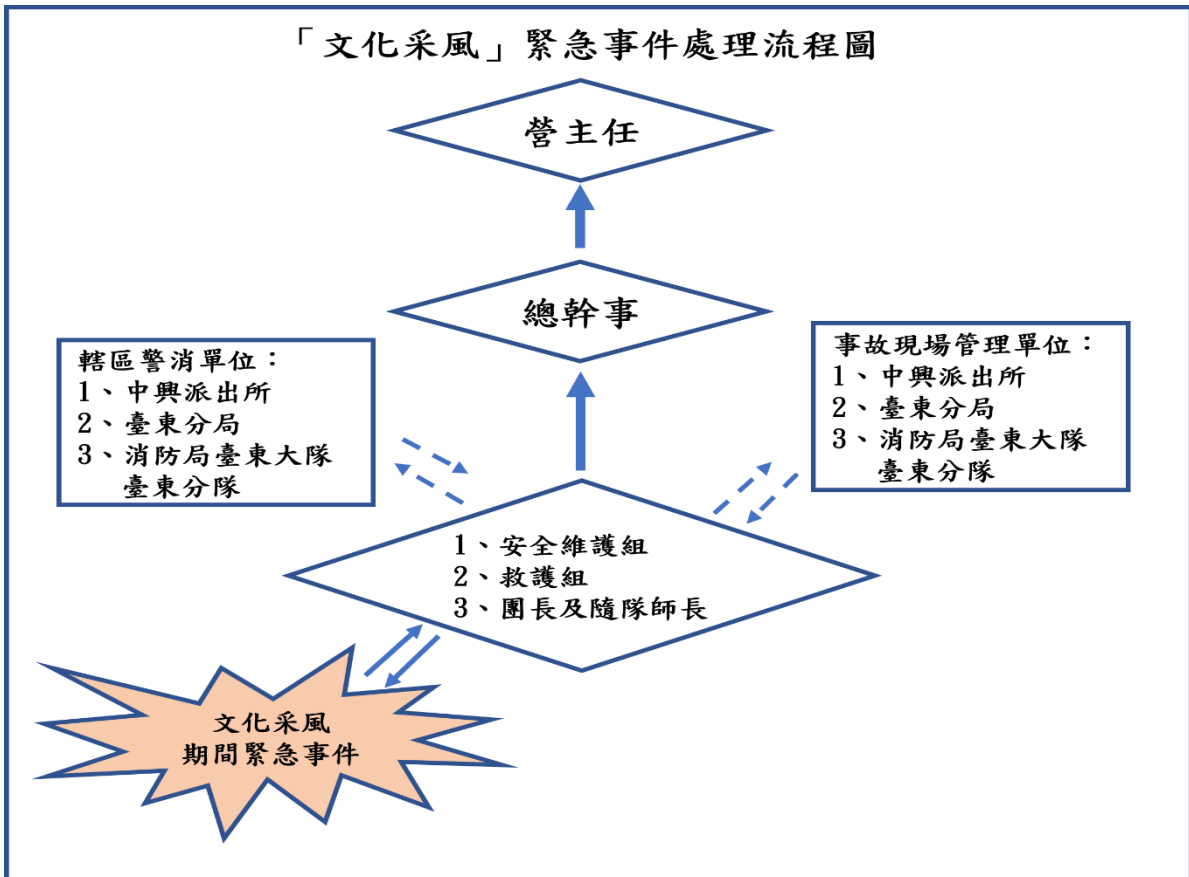 「文化采風」緊急事件處理流程圖
營主任
總幹事
轄區警消單位：
1、中興派出所
2、臺東分局
3、消防局臺東大隊
臺東分隊
事故現場管理單位：
1、中興派出所
2、臺東分局
3、消防局臺東大隊
臺東分隊
1、安全維護組
2、救護組
3、團長及隨隊師長
文化采風
期間緊急事件